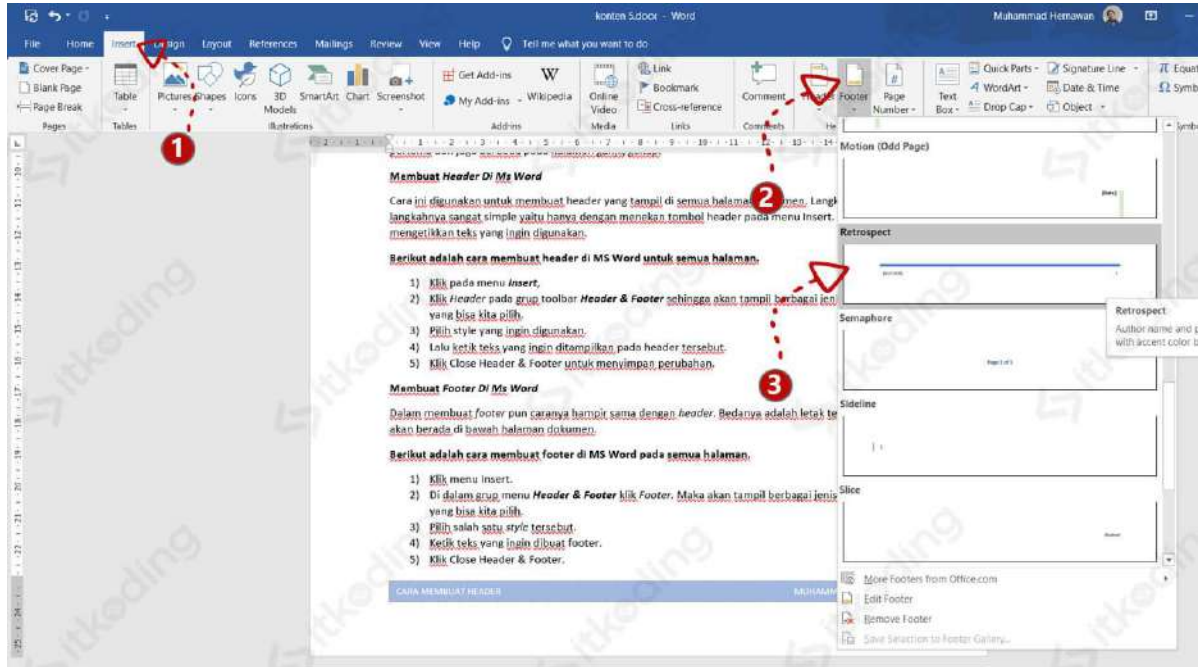 konten 5.docx - Word
Muhammad Hernawan
File Home Insert Design Layout References Mailings Review View Help Tell me what you want to do
Cover Page
Blank Page
Page Break
Pages
Table
Tables
Pictures Shapes Icons 3D Models SmartArt Chart Screenshot
Illustrations
Get Add-ins
My Add-ins
Wikipedia
Add-ins
Online Video
Media
Link
Bookmark
Cross-reference
Links
Comment
Comments
Header Footer Page Number
Text Box
Quick Parts
WordArt
Drop Cap
Signature Line
Date & Time
Object
1
2
3
Membuat Header Di Ms Word
Cara ini digunakan untuk membuat header yang tampil di semua
langkahnya sangat simple yaitu hanya dengan menekan tombol header pada menu Insert.
mengetikkan teks yang ingin digunakan.
Berikut adalah cara membuat header di MS Word untuk semua halaman.
1) Klik pada menu Insert,
2) Klik Header pada grup toolbar Header & Footer sehingga akan tampil berbagai
yang bisa kita pilih.
3) Pilih style yang ingin digunakan.
4) Lalu ketik teks yang ingin ditampilkan pada header tersebut.
5) Klik Close Header & Footer untuk menyimpan perubahan.
Membuat Footer Di Ms Word
Dalam membuat footer pun caranya hampir sama dengan header. Bedanya adalah letak
akan berada di bawah halaman dokumen.
Berikut adalah cara membuat footer di MS Word pada semua halaman.
1) Klik menu Insert.
2) Di dalam grup menu Header & Footer klik Footer. Maka akan tampil berbagai jenis
yang bisa kita pilih.
3) Pilih salah satu style tersebut.
4) Ketik teks yang ingin dibuat footer.
5) Klik Close Header & Footer.
CARA MEMBUAT HEADER
Motion (Odd Page)
Retrospect
Semaphore
Page 1 of 1
Sideline
Slice
Retrospect
Author name and
with accent color
More Footers from Office.com
Edit Footer
Remove Footer
Save Selection to Footer Gallery...
itkoding